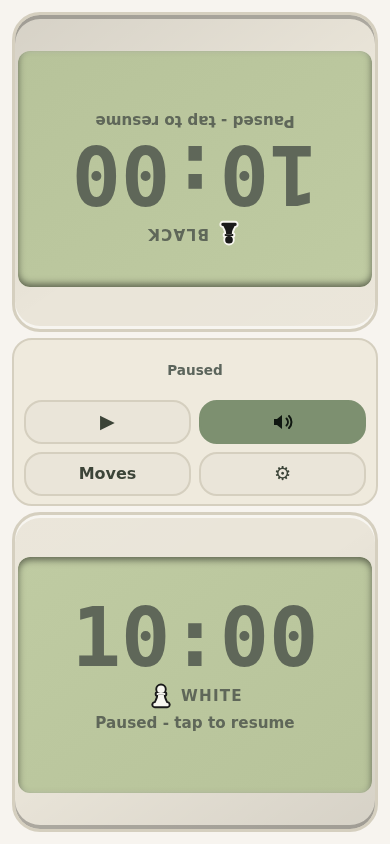 Paused - tap to resume
10:00
BLACK
Paused
Moves
10:00
WHITE
Paused - tap to resume